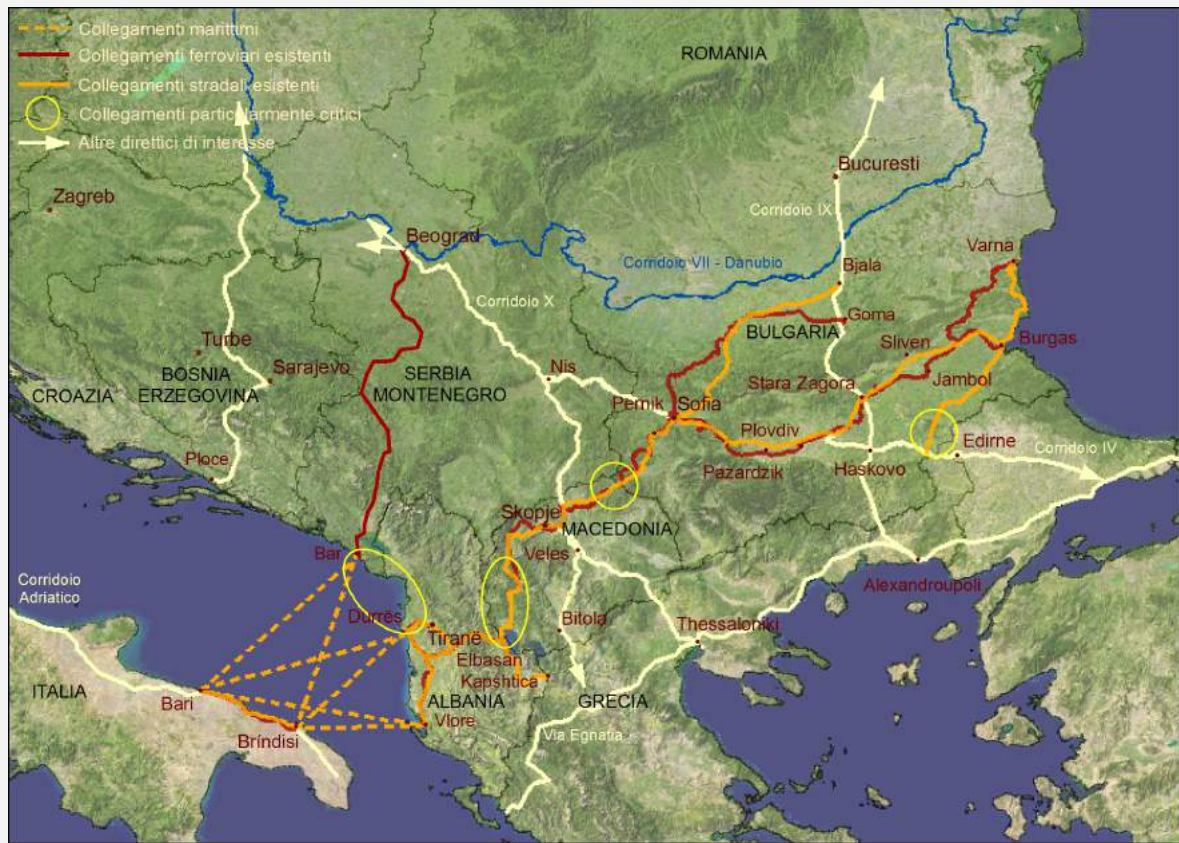 Collegamenti marittimi
Collegamenti ferroviari esistenti
Collegamenti stradali esistenti
Collegamenti particularmente critici
Altre direttici di interesse
ROMANIA
Zagreb
Bucuresti
Corridoio IX
Beograd
Varna
Corridoio VII - Danubio
Bjala
Corridoio X
Goma
BULGARIA
Turbe
Sliven
Burgas
Sarajevo
BOSNIA
ERZEGOVINA
SERBIA
MONTENEGRO
CROAZIA
Nis
Stara Zagora
Jambol
Pernik
Sofia
Plovdiv
Edirne
Corridoio IV
Ploce
Pazardzik
Haskovo
Skopje
MACEDONIA
Bar
Veles
Corridoio
Adriatico
Alexandroupoli
Durrës
Bitola
Thessaloniki
Tiranë
Elbasan
Kapshtica
ITALIA
Bari
ALBANIA
GRECIA
Vlore
Via Egnatia
Bríndisi